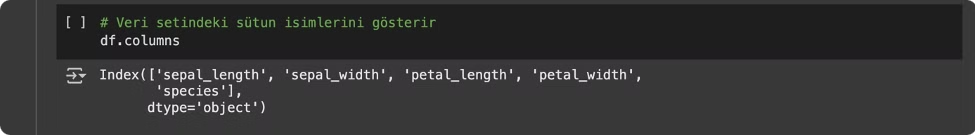 [ ] # Veri setindeki sütun isimlerini gösterir
df.columns
Index(['sepal_length', 'sepal_width', 'petal_length', 'petal_width',
'species'],
dtype='object')